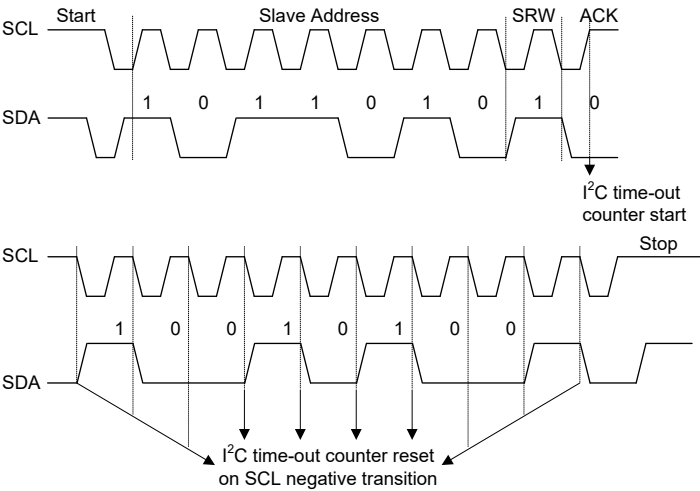 Start Slave Address SRW ACK
SCL
1 0 1 1 0 1 0 1 0
SDA
I²C time-out
counter start
Stop
SCL
1 0 0 1 0 1 0 0
SDA
I²C time-out counter reset
on SCL negative transition